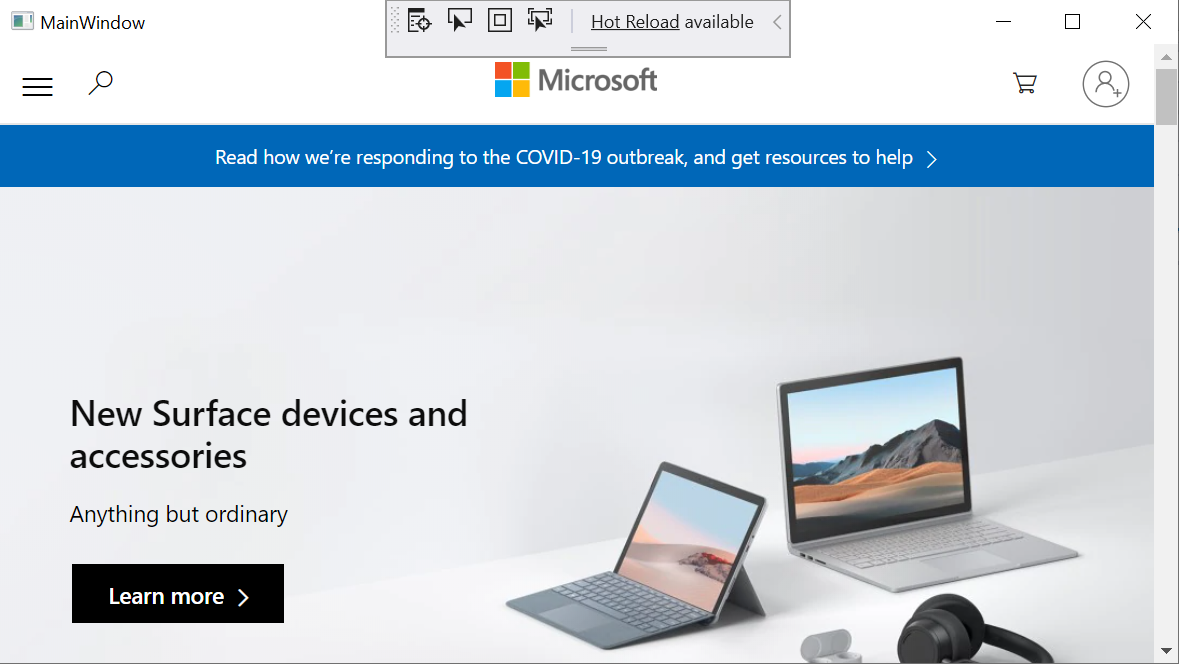 MainWindow
Hot Reload available
Microsoft
Read how we’re responding to the COVID-19 outbreak, and get resources to help
New Surface devices and
accessories
Anything but ordinary
Learn more